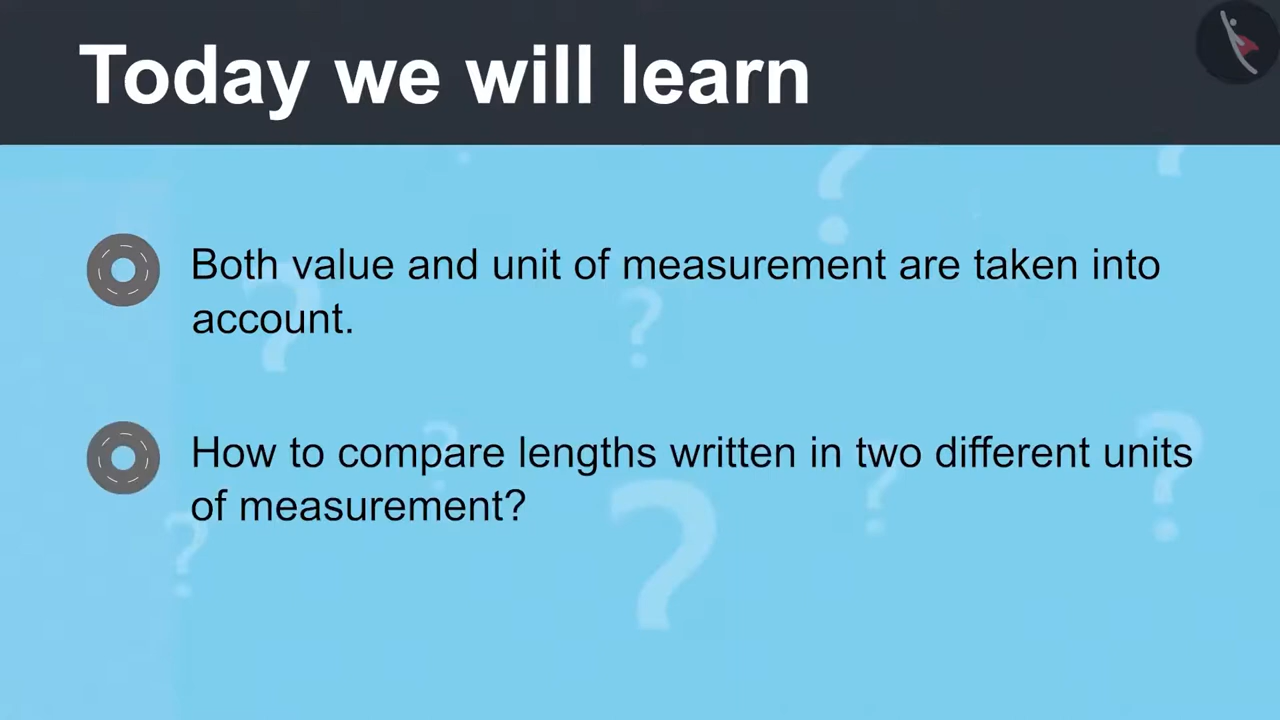 Today we will learn
Both value and unit of measurement are taken into
account.
How to compare lengths written in two different units
of measurement?